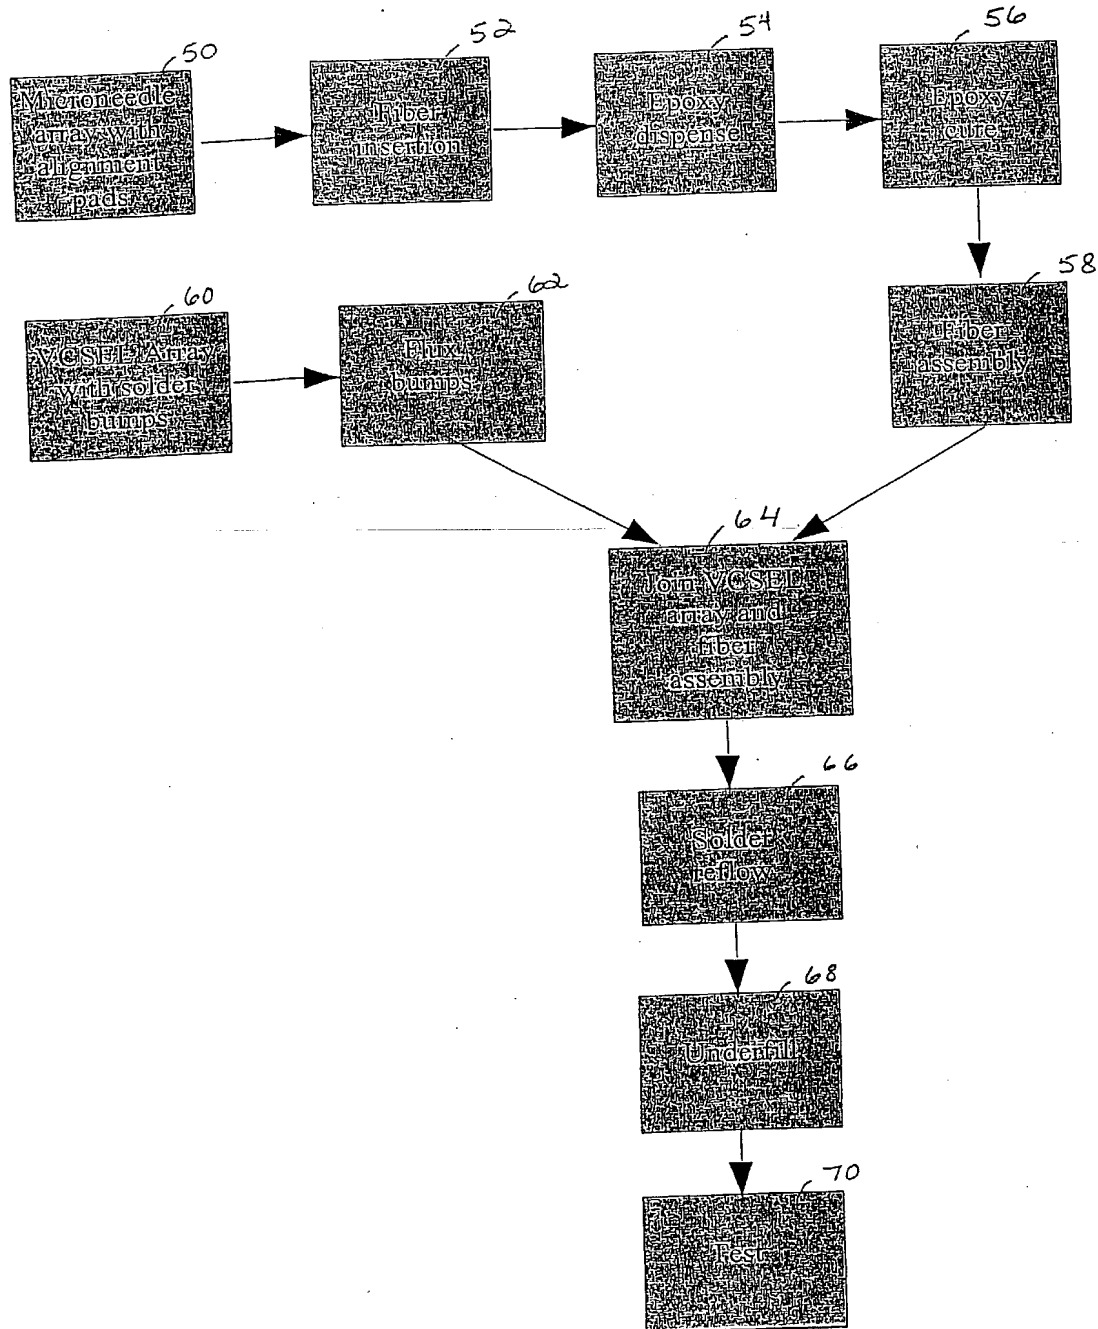 50
Microneedle
array with
alignment
pads
52
Fiber
insertion
54
Epoxy
dispense
56
Epoxy
cure
58
Fiber
assembly
60
VCSEL Array
with solder
bumps
62
Flux
bumps
64
Join VCSEL
array and
fiber
assembly
66
Solder
reflow
68
Underfill
70
Test